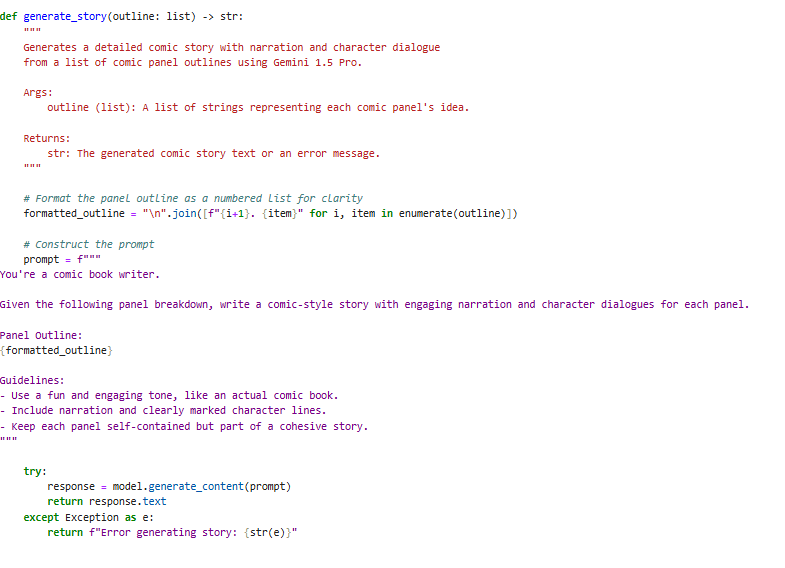 def generate_story(outline: list) -> str:
    """
    Generates a detailed comic story with narration and character dialogue
    from a list of comic panel outlines using Gemini 1.5 Pro.

    Args:
        outline (list): A list of strings representing each comic panel's idea.

    Returns:
        str: The generated comic story text or an error message.
    """

    # Format the panel outline as a numbered list for clarity
    formatted_outline = "\n".join([f"{i+1}. {item}" for i, item in enumerate(outline)])

    # Construct the prompt
    prompt = f"""
You're a comic book writer.

Given the following panel breakdown, write a comic-style story with engaging narration and character dialogues for each panel.

Panel Outline:
{formatted_outline}

Guidelines:
- Use a fun and engaging tone, like an actual comic book.
- Include narration and clearly marked character lines.
- Keep each panel self-contained but part of a cohesive story.
"""

    try:
        response = model.generate_content(prompt)
        return response.text
    except Exception as e:
        return f"Error generating story: {str(e)}"